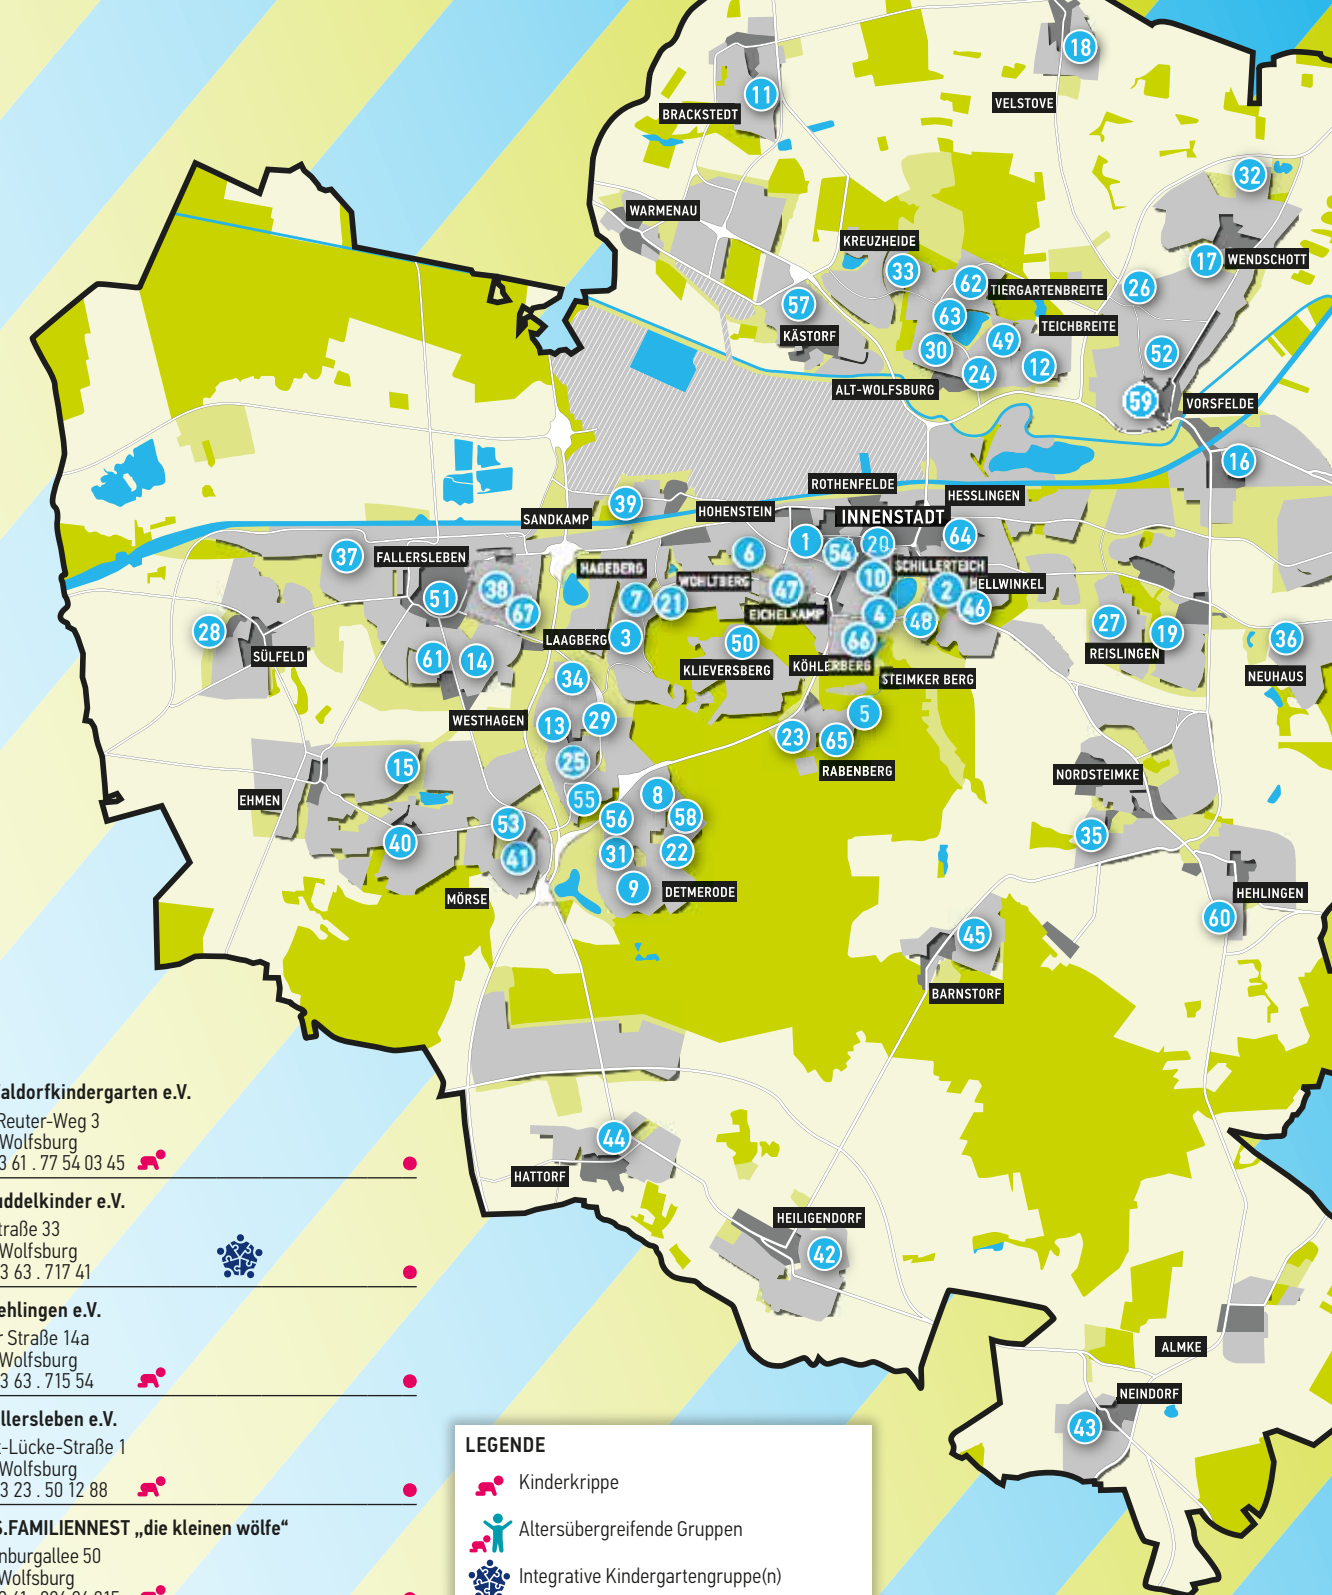 18
11
BRACKSTEDT
VELSTOVE
32
WARMENAU
KREUZHEIDE
17
WENDSCHOTT
33
62
TIERGARTENBREITE
26
57
63
TEICHBREITE
KÄSTORF
49
30
52
24
12
ALT-WOLFSBURG
59
VORSFELDE
16
ROTHENFELDE
39
HESSLINGEN
HOHENSTEIN
SANDKAMP
INNENSTADT
64
1
20
37
FALLERSLEBEN
6
54
HAGEBERG
SCHILLERTEICH
WOHLTBERG
10
ELLWINKEL
38
47
2
51
7
21
46
67
EICHELKAMP
4
48
27
28
3
19
36
LAAGBERG
66
50
SÜLFELD
61
14
KÖHLERBERG
REISLINGEN
KLIEVERSBERG
NEUHAUS
34
STEIMKER BERG
WESTHAGEN
13
29
5
23
65
25
15
RABENBERG
NORDSTEIMKE
EHMEN
55
8
56
58
53
40
35
41
31
22
9
DETMERODE
MÖRSE
HEHLINGEN
60
45
BARNSTORF
44
HATTORF
HEILIGENDORF
42
ALMKE
NEINDORF
43
aldorfkindergarten e.V.
Reuter-Weg 3
Wolfsburg
3 61 . 77 54 03 45
uddelkinder e.V.
traße 33
Wolfsburg
3 63 . 717 41
ehlingen e.V.
r Straße 14a
Wolfsburg
3 63 . 715 54
llersleben e.V.
t-Lücke-Straße 1
Wolfsburg
3 23 . 50 12 88
S.FAMILIENNEST „die kleinen wölfe“
nburgallee 50
Wolfsburg
LEGENDE
Kinderkrippe
Altersübergreifende Gruppen
Integrative Kindergartengruppe(n)